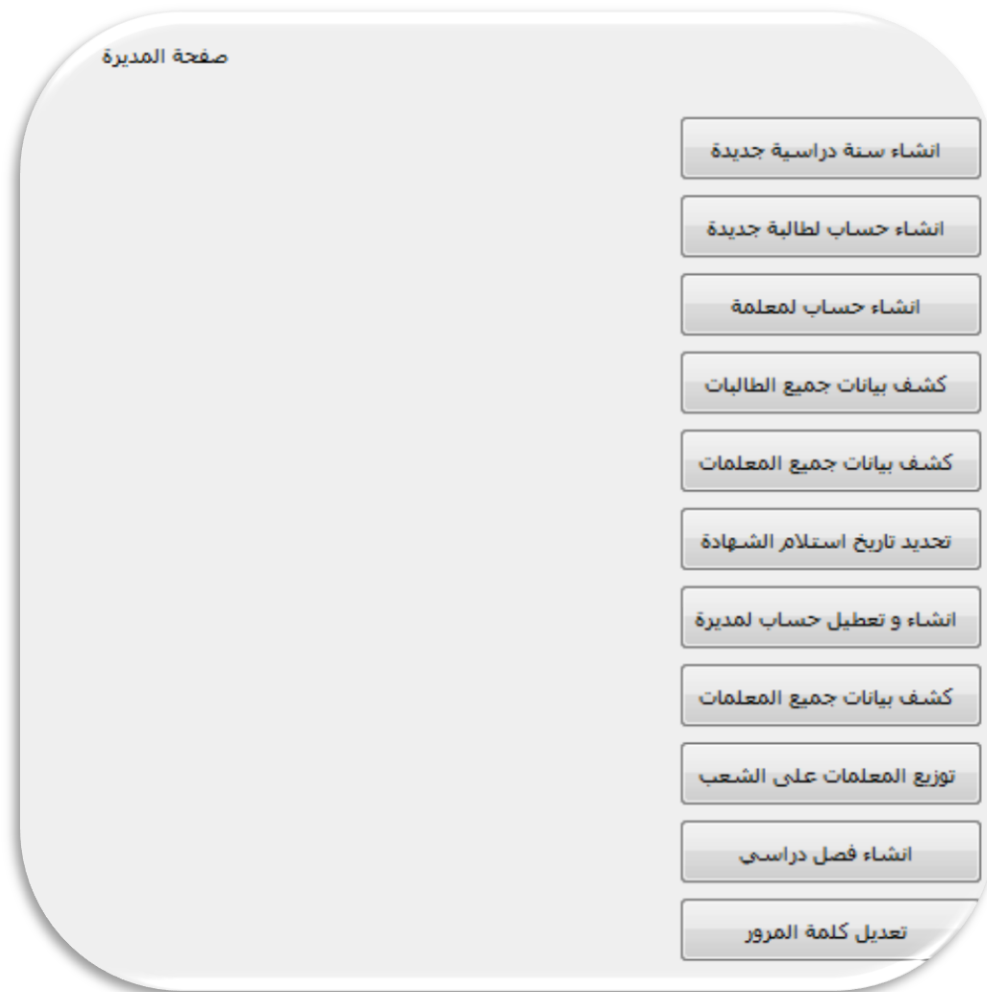 صفحة المديرة
انشاء سنة دراسية جديدة
انشاء حساب لطالبة جديدة
انشاء حساب لمعلمة
كشف بيانات جميع الطالبات
كشف بيانات جميع المعلمات
تحديد تاريخ استلام الشهادة
انشاء و تعطيل حساب لمديرة
كشف بيانات جميع المعلمات
توزيع المعلمات على الشعب
انشاء فصل دراسي
تعديل كلمة المرور